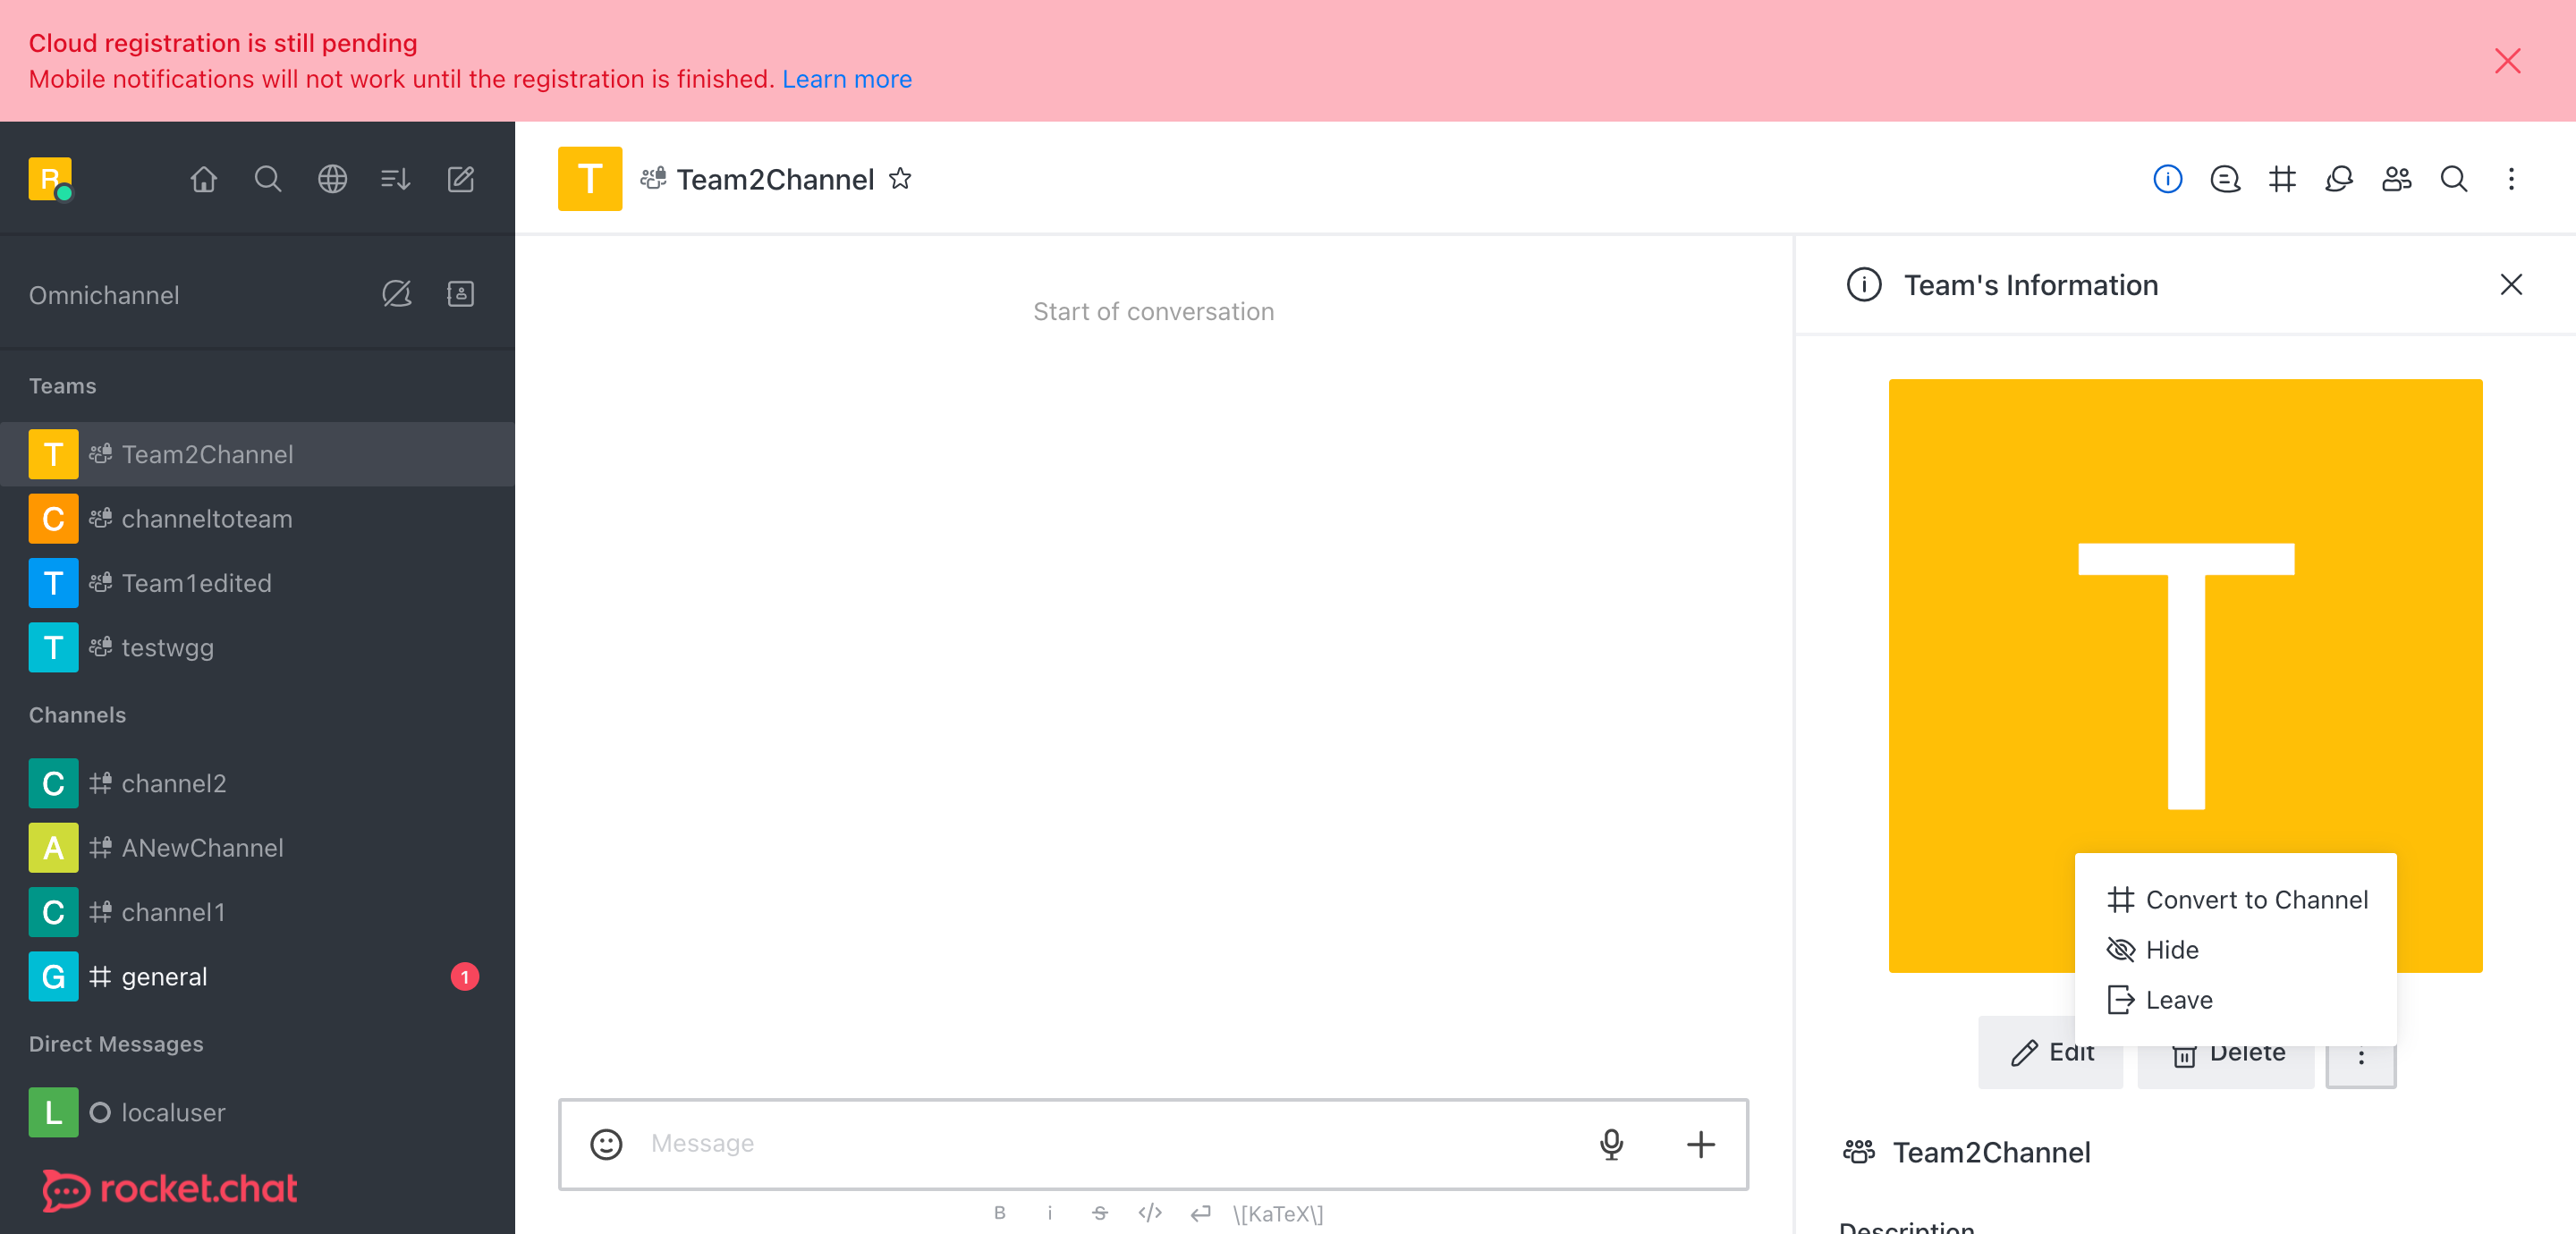 Cloud registration is still pending
Mobile notifications will not work until the registration is finished. Learn more
R
T Team2Channel
Omnichannel
Teams
T Team2Channel
C channeltoteam
T Team1edited
T testwgg
Channels
C channel2
A ANewChannel
C channel1
G general 1
Direct Messages
L localuser
rocket.chat
Start of conversation
Message
B i S </> \[KaTeX\]
Team's Information
T
Convert to Channel
Hide
Leave
Edit Delete
Team2Channel
Description